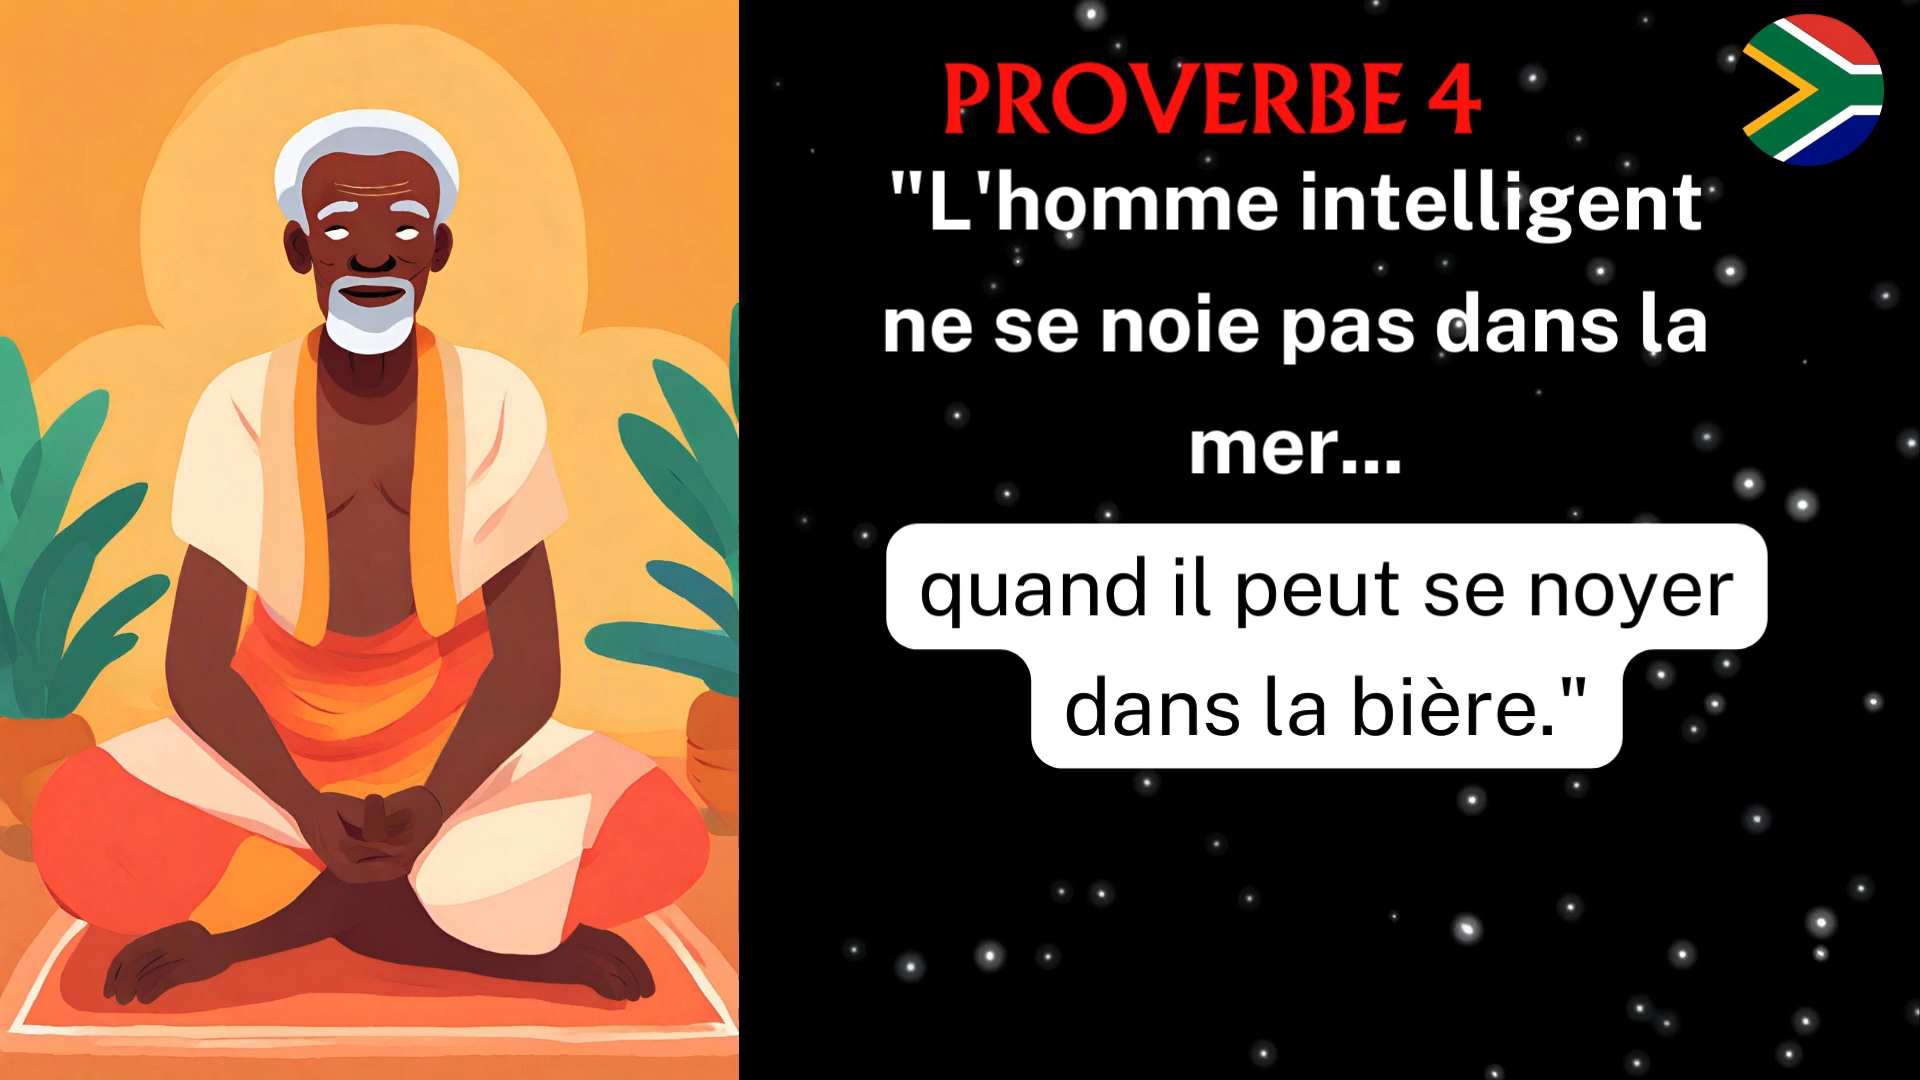 PROVERBE 4
"L'homme intelligent
ne se noie pas dans la
mer...
quand il peut se noyer
dans la bière."